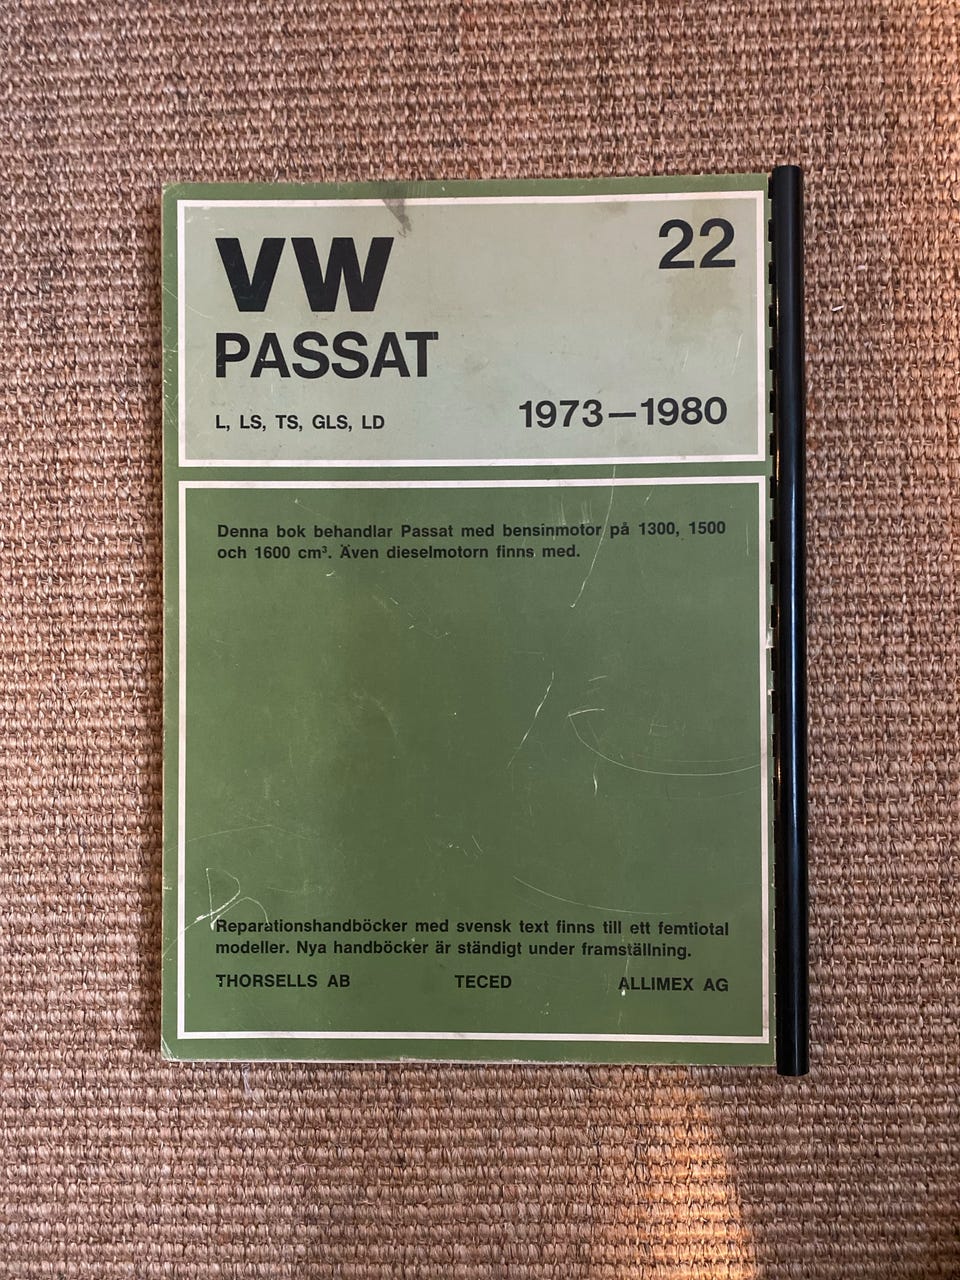 VW
22
PASSAT
L, LS, TS, GLS, LD
1973—1980
Denna bok behandlar Passat med bensinmotor på 1300, 1500
och 1600 cm³. Även dieselmotorn finns med.
Reparationshandböcker med svensk text finns till ett femtiotal
modeller. Nya handböcker är ständigt under framställning.
THORSELLS AB TECED ALLIMEX AG